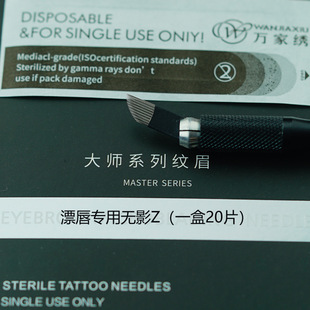 DISPOSABLE
&FOR SINGLE USE ONLY!
WANJIAXIU
万家绣
Mediacl-grade(ISOcertification standards)
Sterilized by gamma rays don't
use if pack damaged
大师系列纹眉
MASTER SERIES
漂唇专用无影Z（一盒20片）
STERILE TATTOO NEEDLES
SINGLE USE ONLY